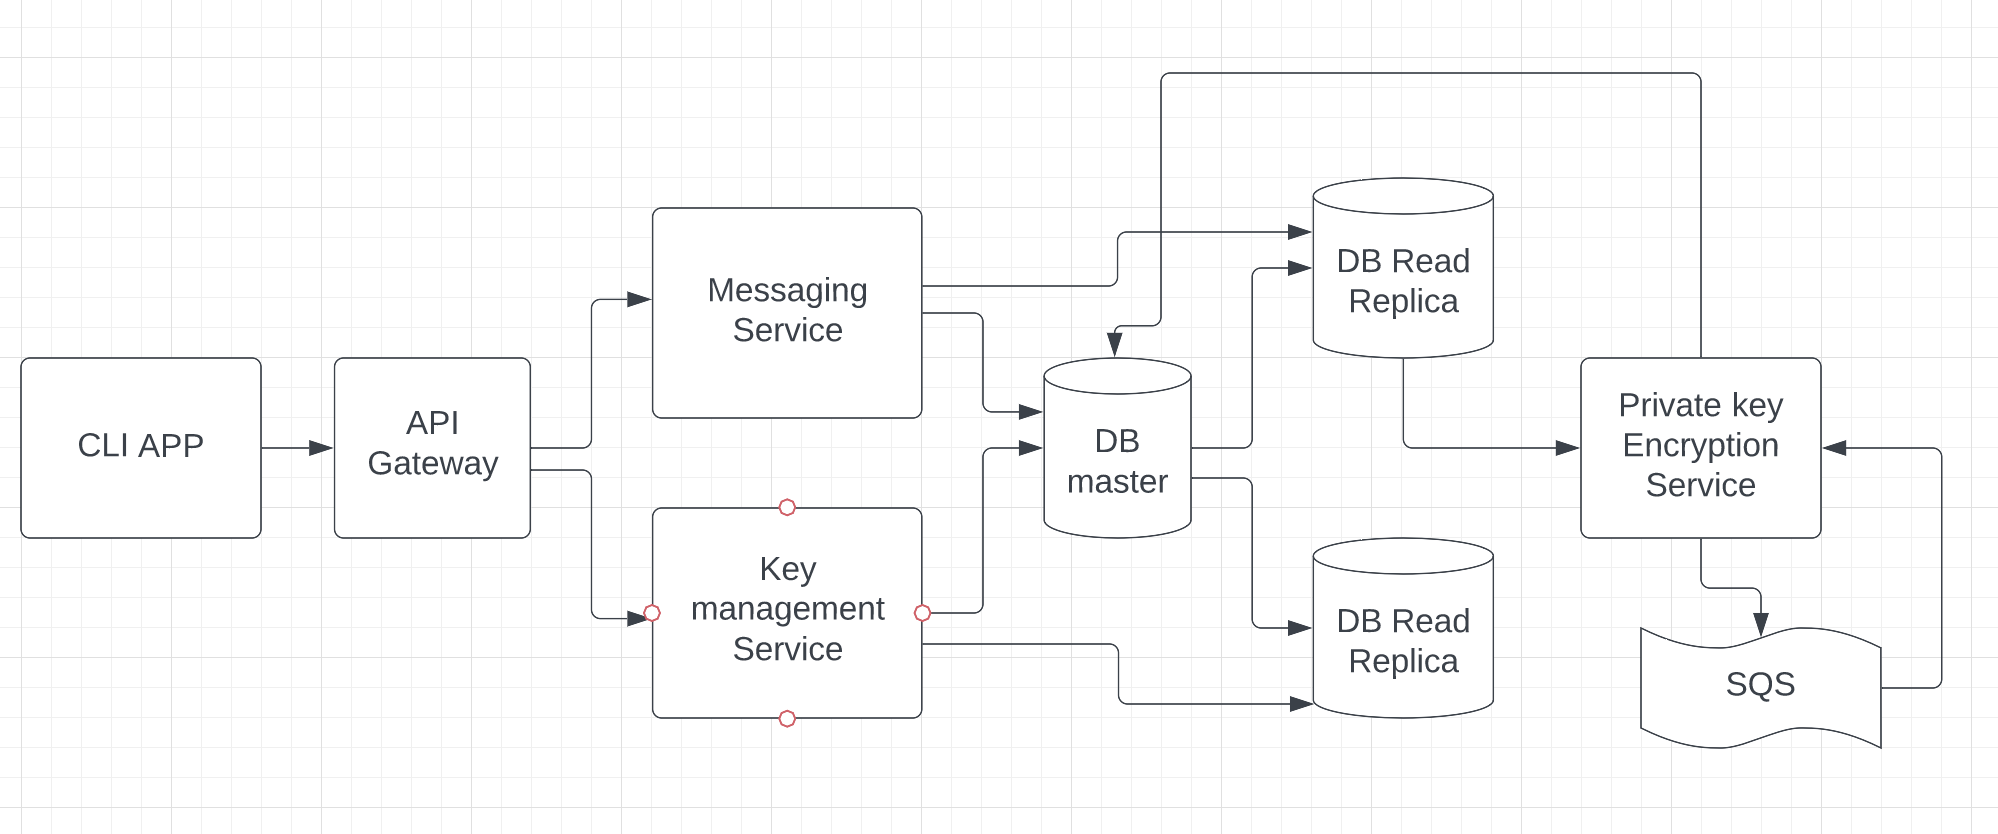 CLI APP
API
Gateway
Messaging
Service
Key
management
Service
DB
master
DB Read
Replica
DB Read
Replica
Private key
Encryption
Service
SQS